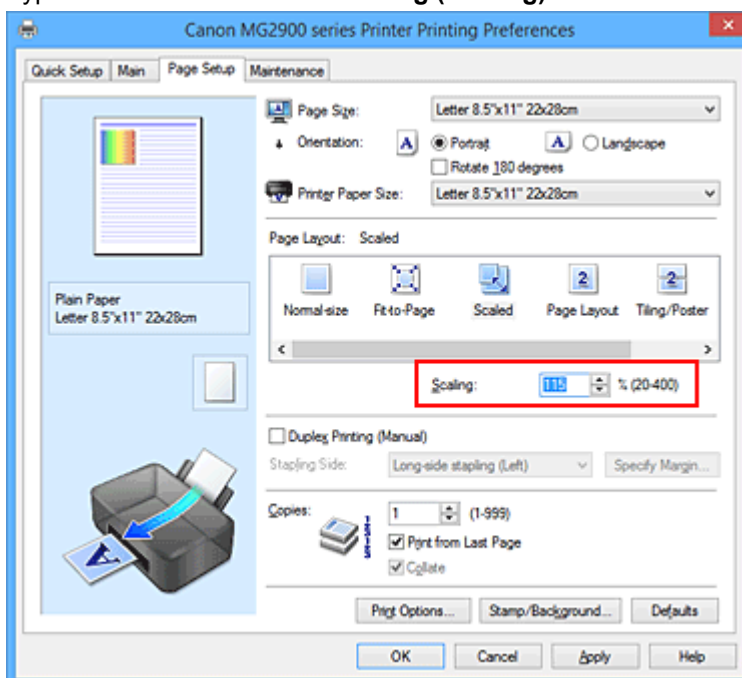 Canon MG2900 series Printer Printing Preferences
Quick Setup Main Page Setup Maintenance
Page Size: Letter 8.5"x11" 22x28cm
Orientation: A Portrait A Landscape
Rotate 180 degrees
Printer Paper Size: Letter 8.5"x11" 22x28cm
Page Layout: Scaled
Normal-size Fit-to-Page Scaled Page Layout Tiling/Poster
Plain Paper
Letter 8.5"x11" 22x28cm
Scaling: 115 % (20-400)
Duplex Printing (Manual)
Stapling Side: Long-side stapling (Left) Specify Margin...
Copies: 1 (1-999)
Print from Last Page
Collate
Print Options... Stamp/Background... Defaults
OK Cancel Apply Help